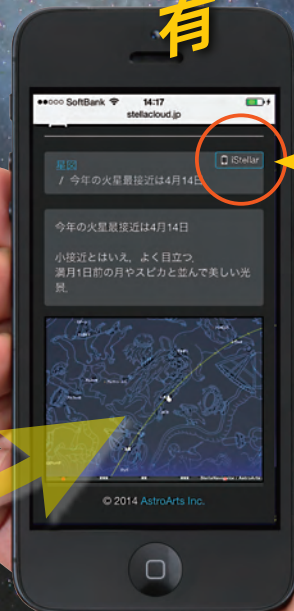 有
●●○○○ SoftBank 14:17
stellacloud.jp
星図
iStellar
/ 今年の火星最接近は4月14日
今年の火星最接近は4月14日
小接近とはいえ、よく目立つ。
満月1日前の月やスピカと並んで美しい光
景。
© 2014 AstroArts Inc.